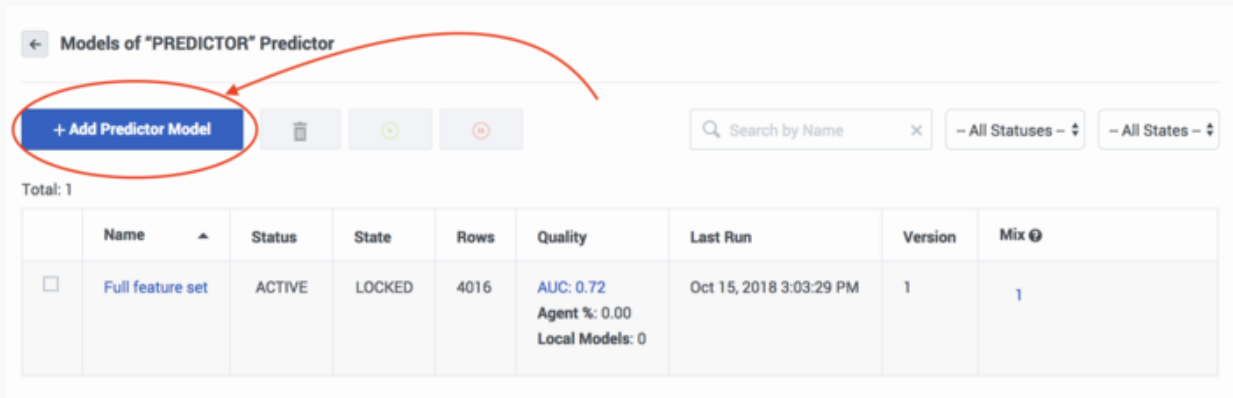 Models of “PREDICTOR” Predictor
+ Add Predictor Model
Search by Name
-- All Statuses --
-- All States --
Total: 1
Name Status State Rows Quality Last Run Version Mix
Full feature set ACTIVE LOCKED 4016 AUC: 0.72 Oct 15, 2018 3:03:29 PM 1 1
Agent %: 0.00
Local Models: 0